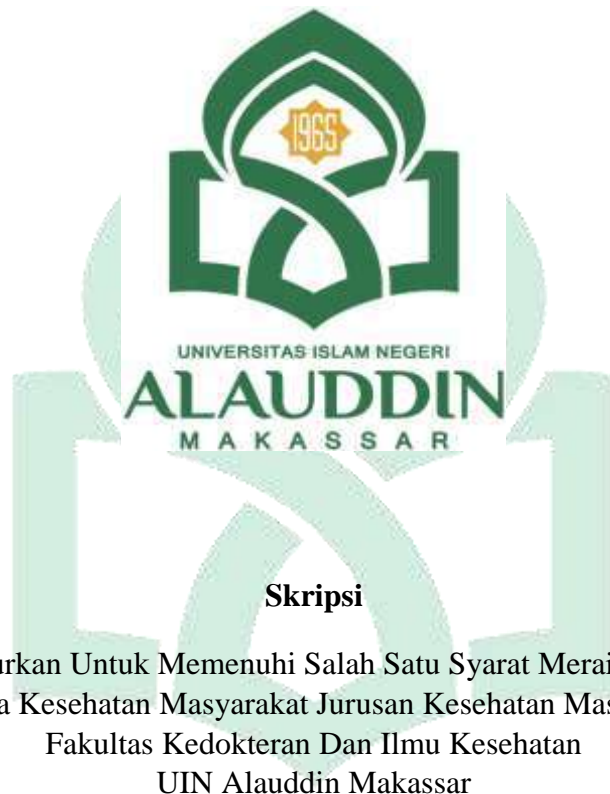 1965
UNIVERSITAS ISLAM NEGERI
ALAUDDIN
MAKASSAR
Skripsi
Untuk Memenuhi Salah Satu Syarat
Kesehatan Masyarakat Jurusan Kesehatan
Fakultas Kedokteran Dan Ilmu Kesehatan
UIN Alauddin Makassar